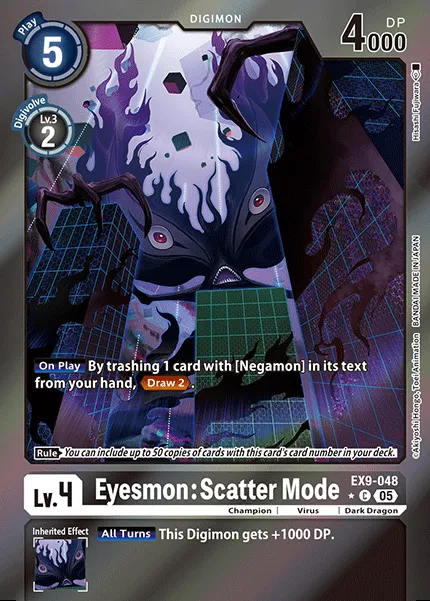 DIGIMON
Play
5
DP
4000
Digivolve
Lv.3
2
Hisashi Fujiwara
©Akiyoshi Hongo, Toei Animation BANDAI MADE IN JAPAN
On Play By trashing 1 card with [Negamon] in its text
from your hand, Draw 2.
Rule You can include up to 50 copies of cards with this card's card number in your deck.
Lv.4 Eyesmon: Scatter Mode EX9-048
C 05
Champion Virus Dark Dragon
Inherited Effect
All Turns This Digimon gets +1000 DP.